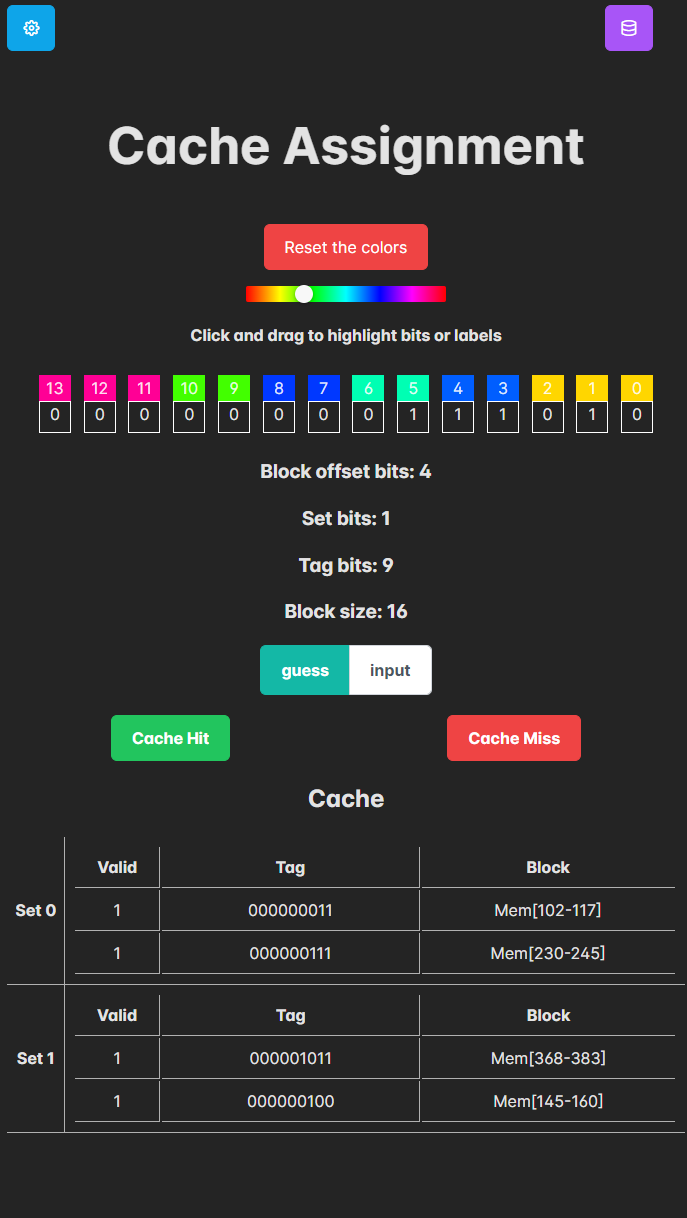 Cache Assignment
Reset the colors
Click and drag to highlight bits or labels
13 12 11 10 9 8 7 6 5 4 3 2 1 0
0 0 0 0 0 0 0 0 1 1 1 0 1 0
Block offset bits: 4
Set bits: 1
Tag bits: 9
Block size: 16
guess input
Cache Hit Cache Miss
Cache
Valid Tag Block
Set 0 1 000000011 Mem[102-117]
1 000000111 Mem[230-245]
Valid Tag Block
Set 1 1 000001011 Mem[368-383]
1 000000100 Mem[145-160]